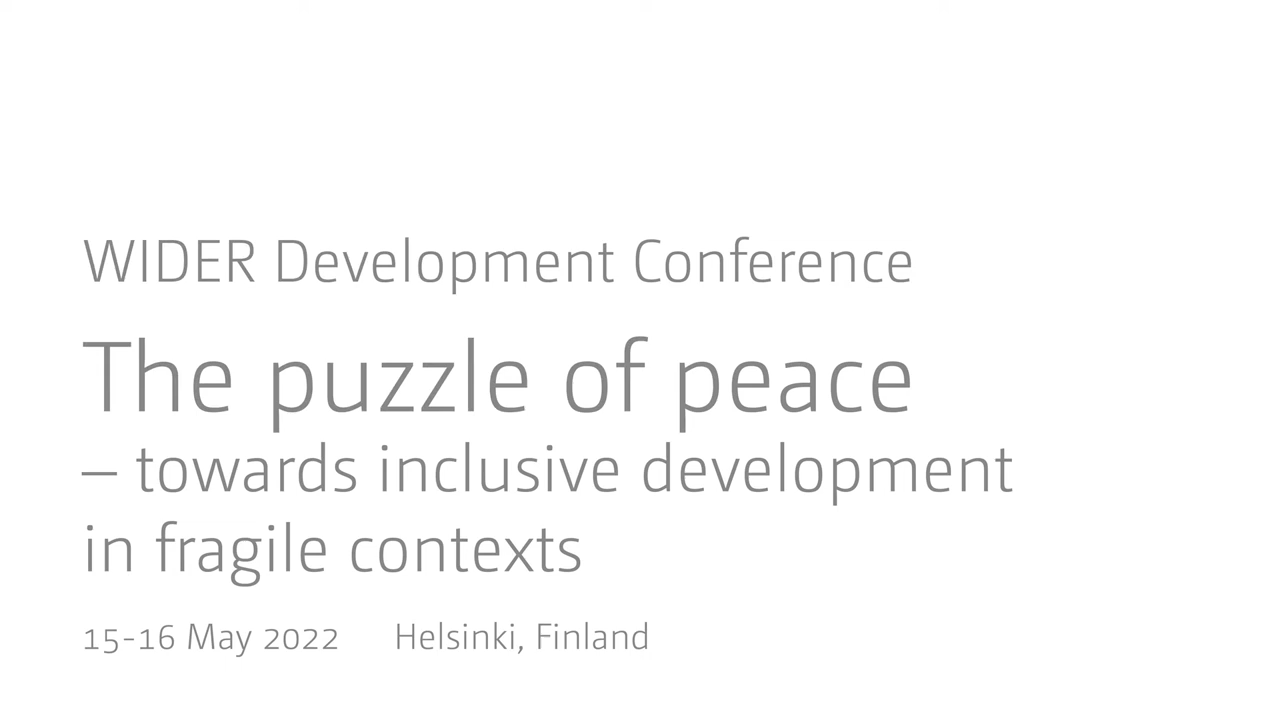 WIDER Development Conference
The puzzle of peace
– towards inclusive development
in fragile contexts
15-16 May 2022 Helsinki, Finland